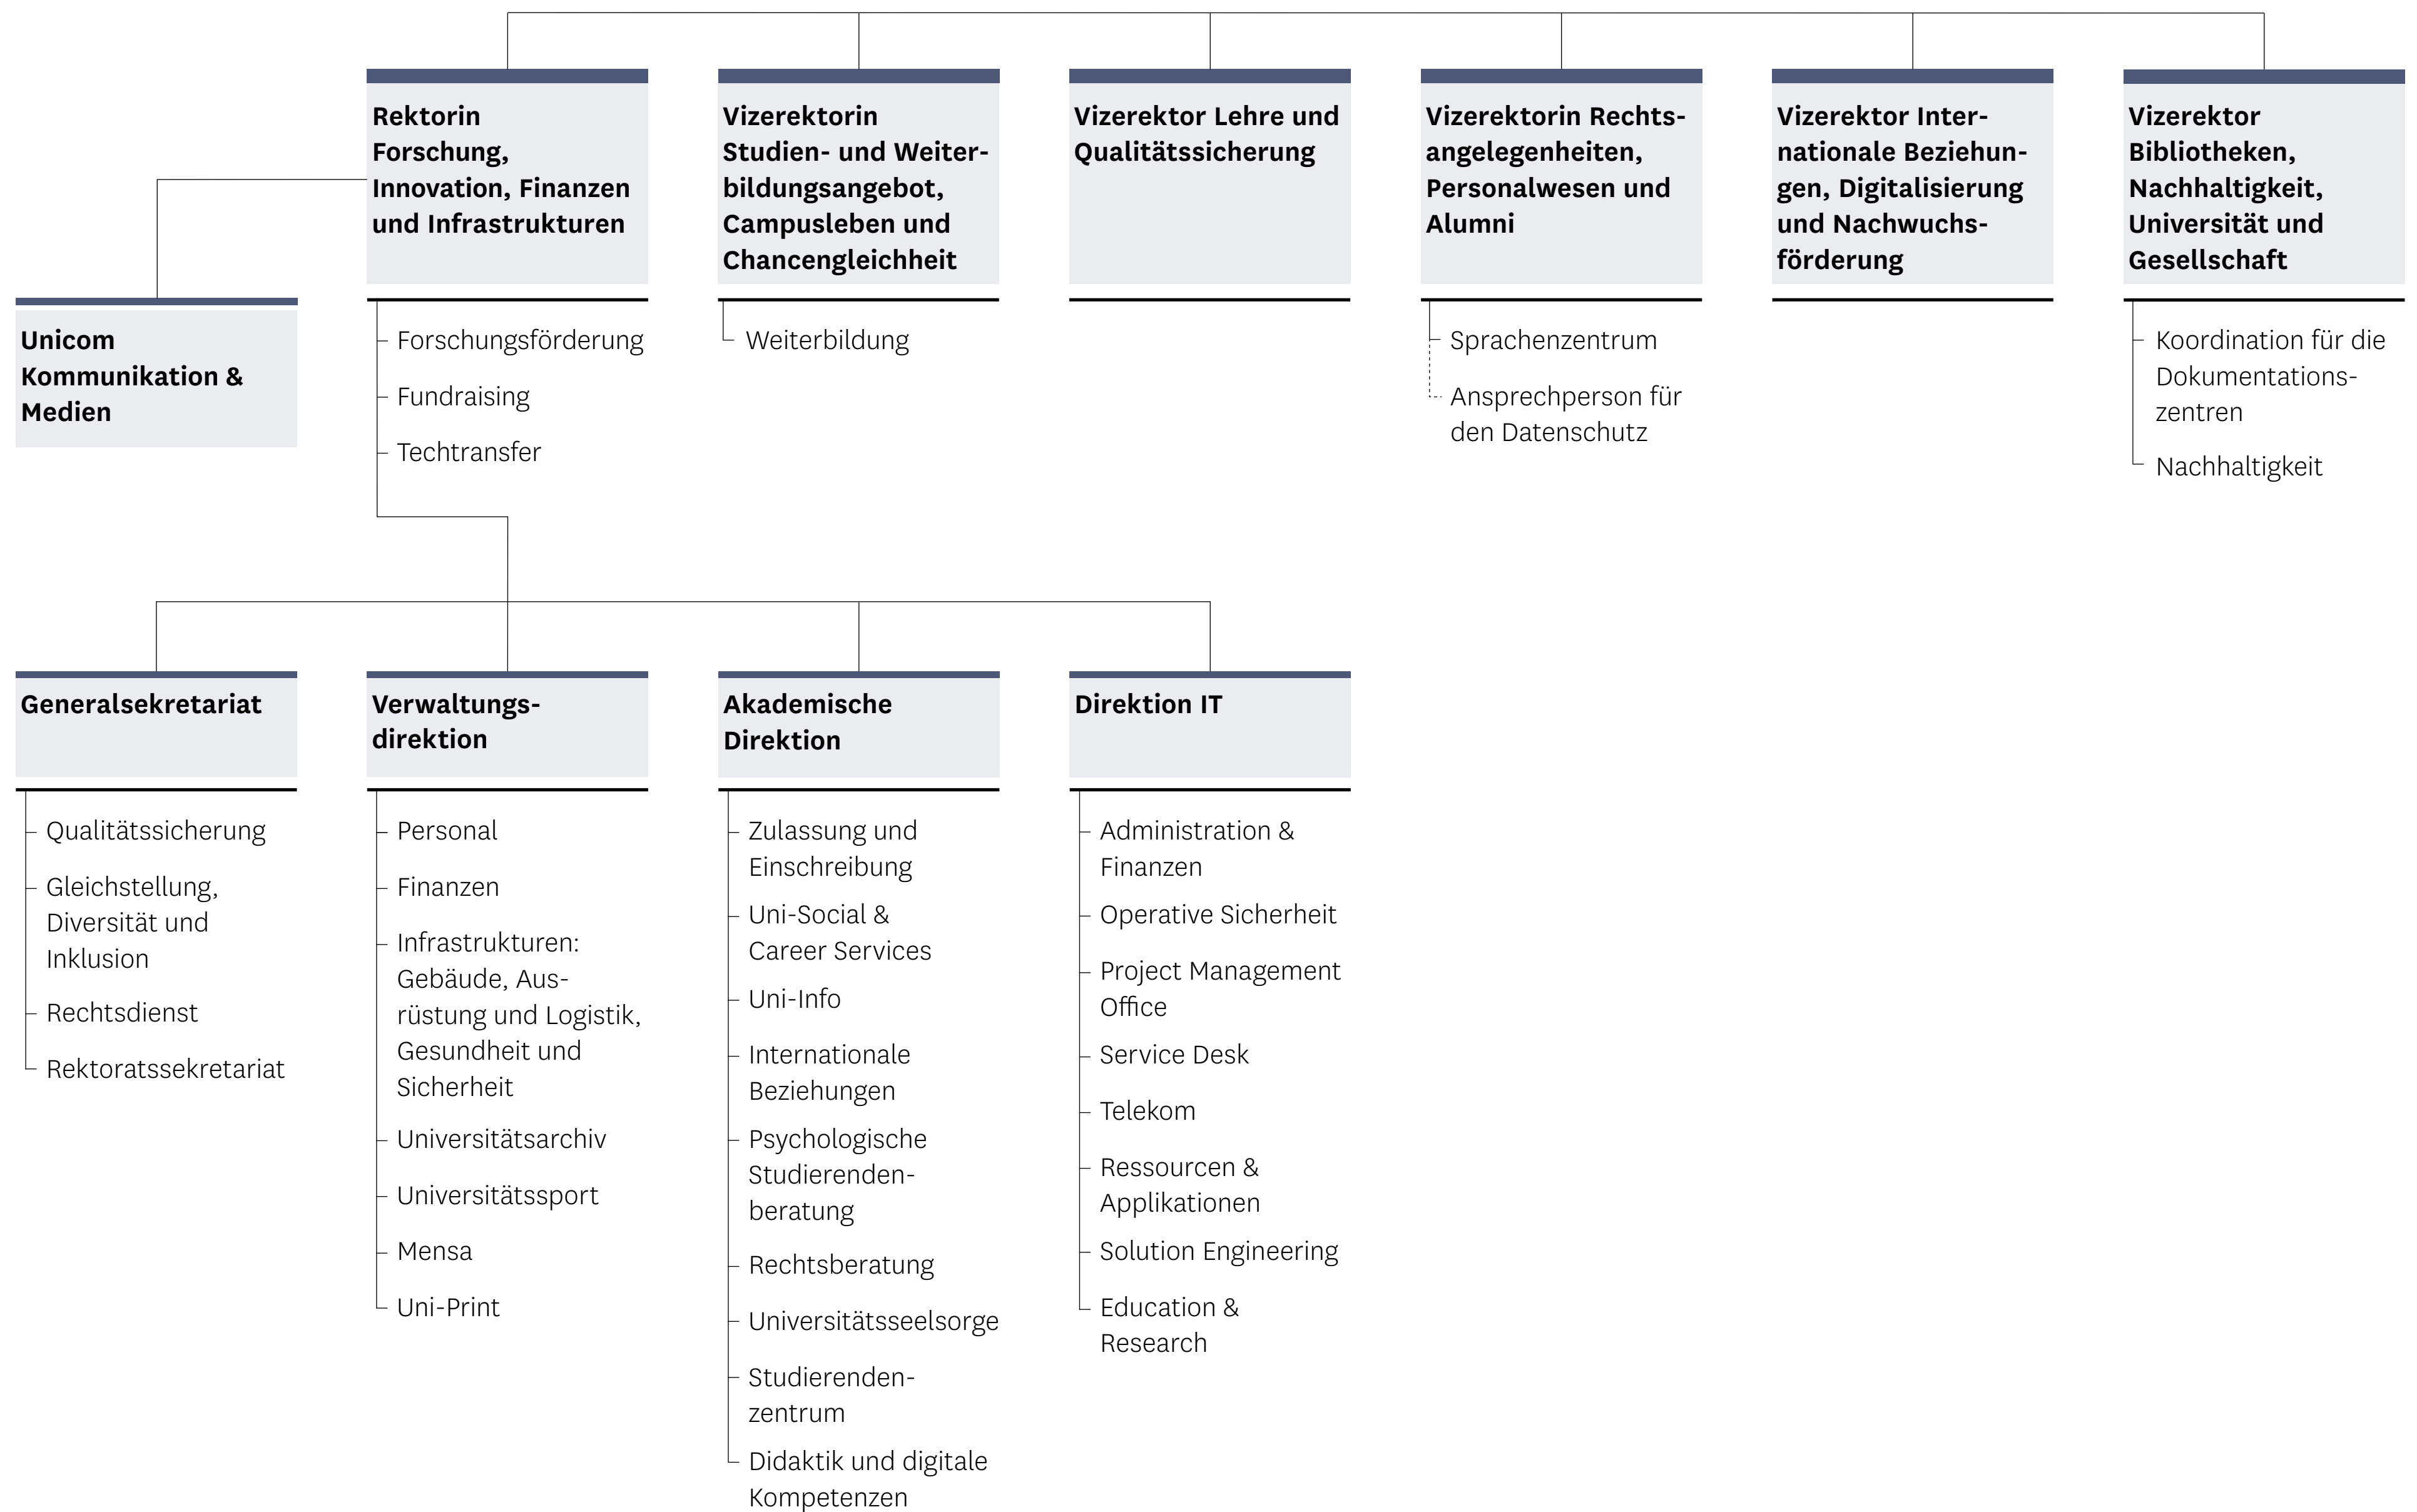 Rektorin
Forschung,
Innovation, Finanzen
und Infrastrukturen
Vizerektorin
Studien- und Weiter-
bildungsangebot,
Campusleben und
Chancengleichheit
Vizerektor Lehre und
Qualitätssicherung
Vizerektorin Rechts-
angelegenheiten,
Personalwesen und
Alumni
Vizerektor Inter-
nationale Beziehun-
gen, Digitalisierung
und Nachwuchs-
förderung
Vizerektor
Bibliotheken,
Nachhaltigkeit,
Universität und
Gesellschaft
Unicom
Kommunikation &
Medien
Forschungsförderung
Fundraising
Techtransfer
Weiterbildung
Sprachenzentrum
Ansprechperson für
den Datenschutz
Koordination für die
Dokumentations-
zentren
Nachhaltigkeit
Generalsekretariat
Qualitätssicherung
Gleichstellung,
Diversität und
Inklusion
Rechtsdienst
Rektoratssekretariat
Verwaltungs-
direktion
Personal
Finanzen
Infrastrukturen:
Gebäude, Aus-
rüstung und Logistik,
Gesundheit und
Sicherheit
Universitätsarchiv
Universitätssport
Mensa
Uni-Print
Akademische
Direktion
Zulassung und
Einschreibung
Uni-Social &
Career Services
Uni-Info
Internationale
Beziehungen
Psychologische
Studierenden-
beratung
Rechtsberatung
Universitätsseelsorge
Studierenden-
zentrum
Didaktik und digitale
Kompetenzen
Direktion IT
Administration &
Finanzen
Operative Sicherheit
Project Management
Office
Service Desk
Telekom
Ressourcen &
Applikationen
Solution Engineering
Education &
Research